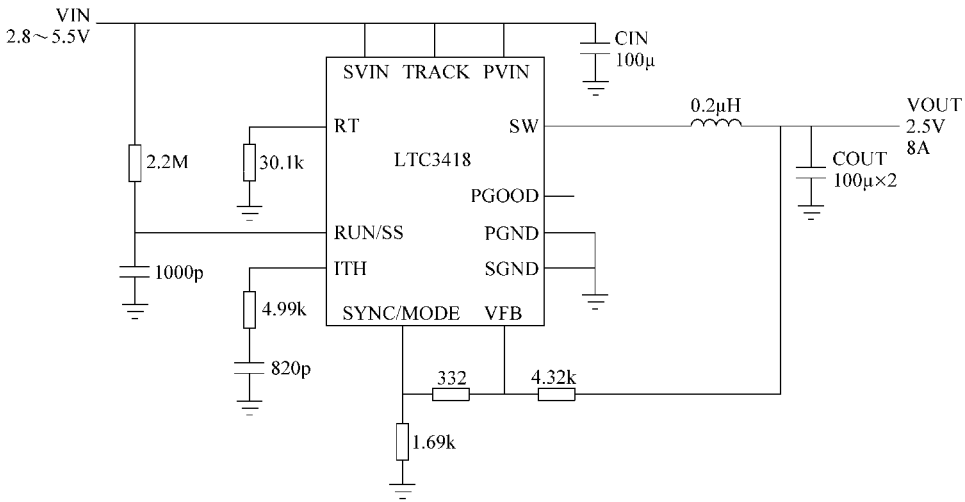 VIN
2.8～5.5V
CIN
100μ
SVIN TRACK PVIN
RT
SW
0.2μH
VOUT
2.5V
8A
2.2M
30.1k
LTC3418
COUT
100μ×2
PGOOD
RUN/SS
PGND
1000p
ITH
SGND
4.99k
SYNC/MODE VFB
820p
332
4.32k
1.69k